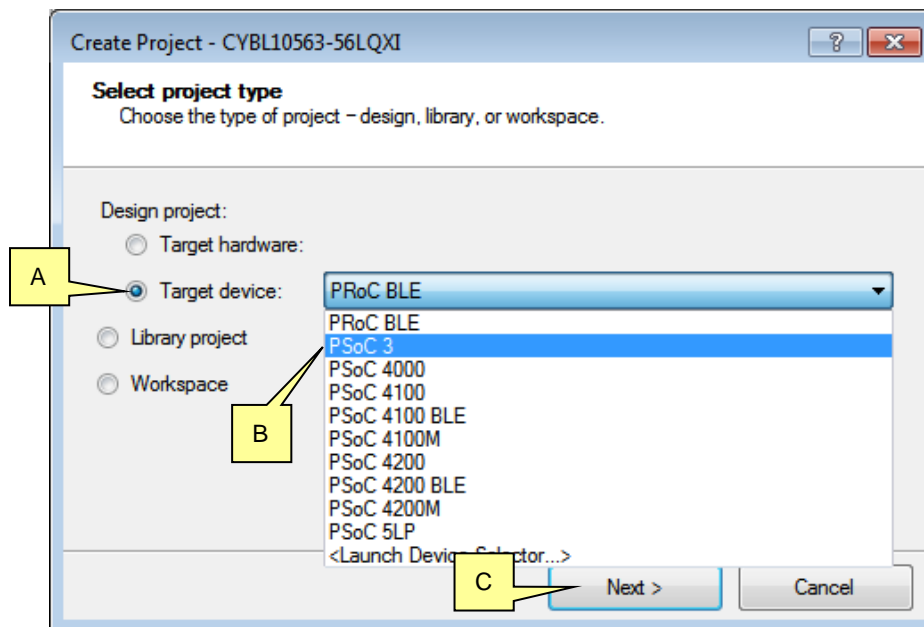 Create Project - CYBL10563-56LQXI
Select project type
Choose the type of project – design, library, or workspace.
Design project:
Target hardware:
A
Target device:
PRoC BLE
PRoC BLE
Library project
PSoC 3
PSoC 4000
Workspace
PSoC 4100
PSoC 4100 BLE
B
PSoC 4100M
PSoC 4200
PSoC 4200 BLE
PSoC 4200M
PSoC 5LP
<Launch Device Selector...>
C
Next >
Cancel